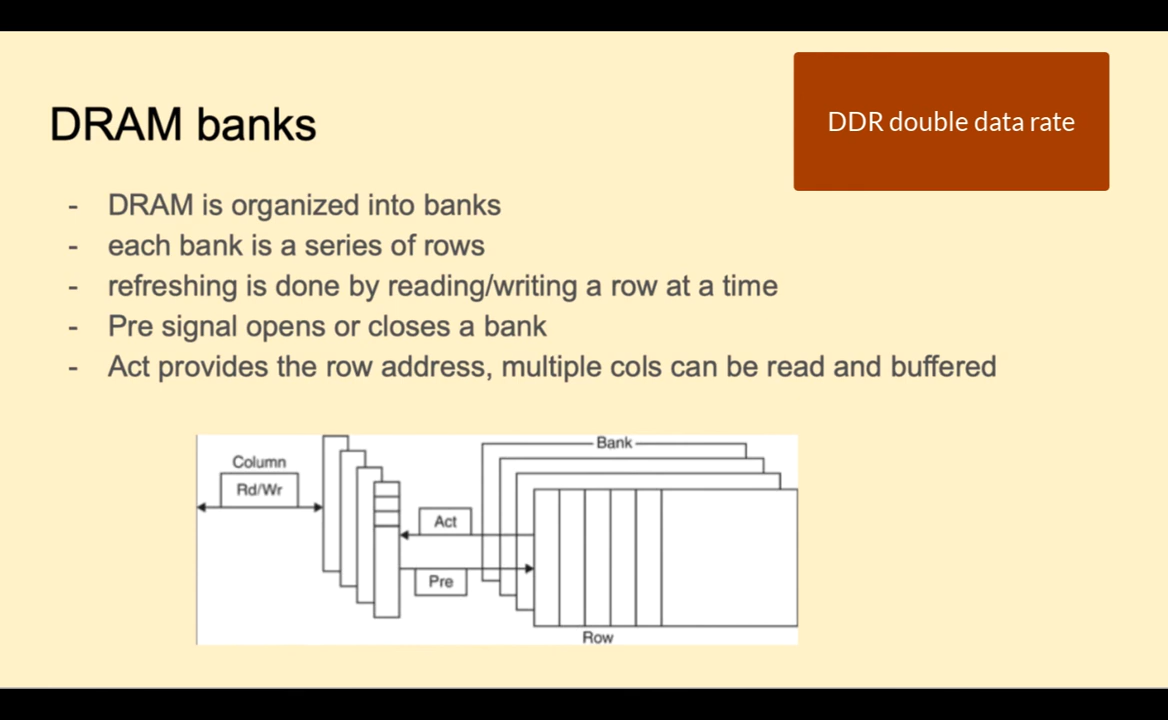 DRAM banks
DDR double data rate
- DRAM is organized into banks
- each bank is a series of rows
- refreshing is done by reading/writing a row at a time
- Pre signal opens or closes a bank
- Act provides the row address, multiple cols can be read and buffered
Bank
Column
Rd/Wr
Act
Pre
Row